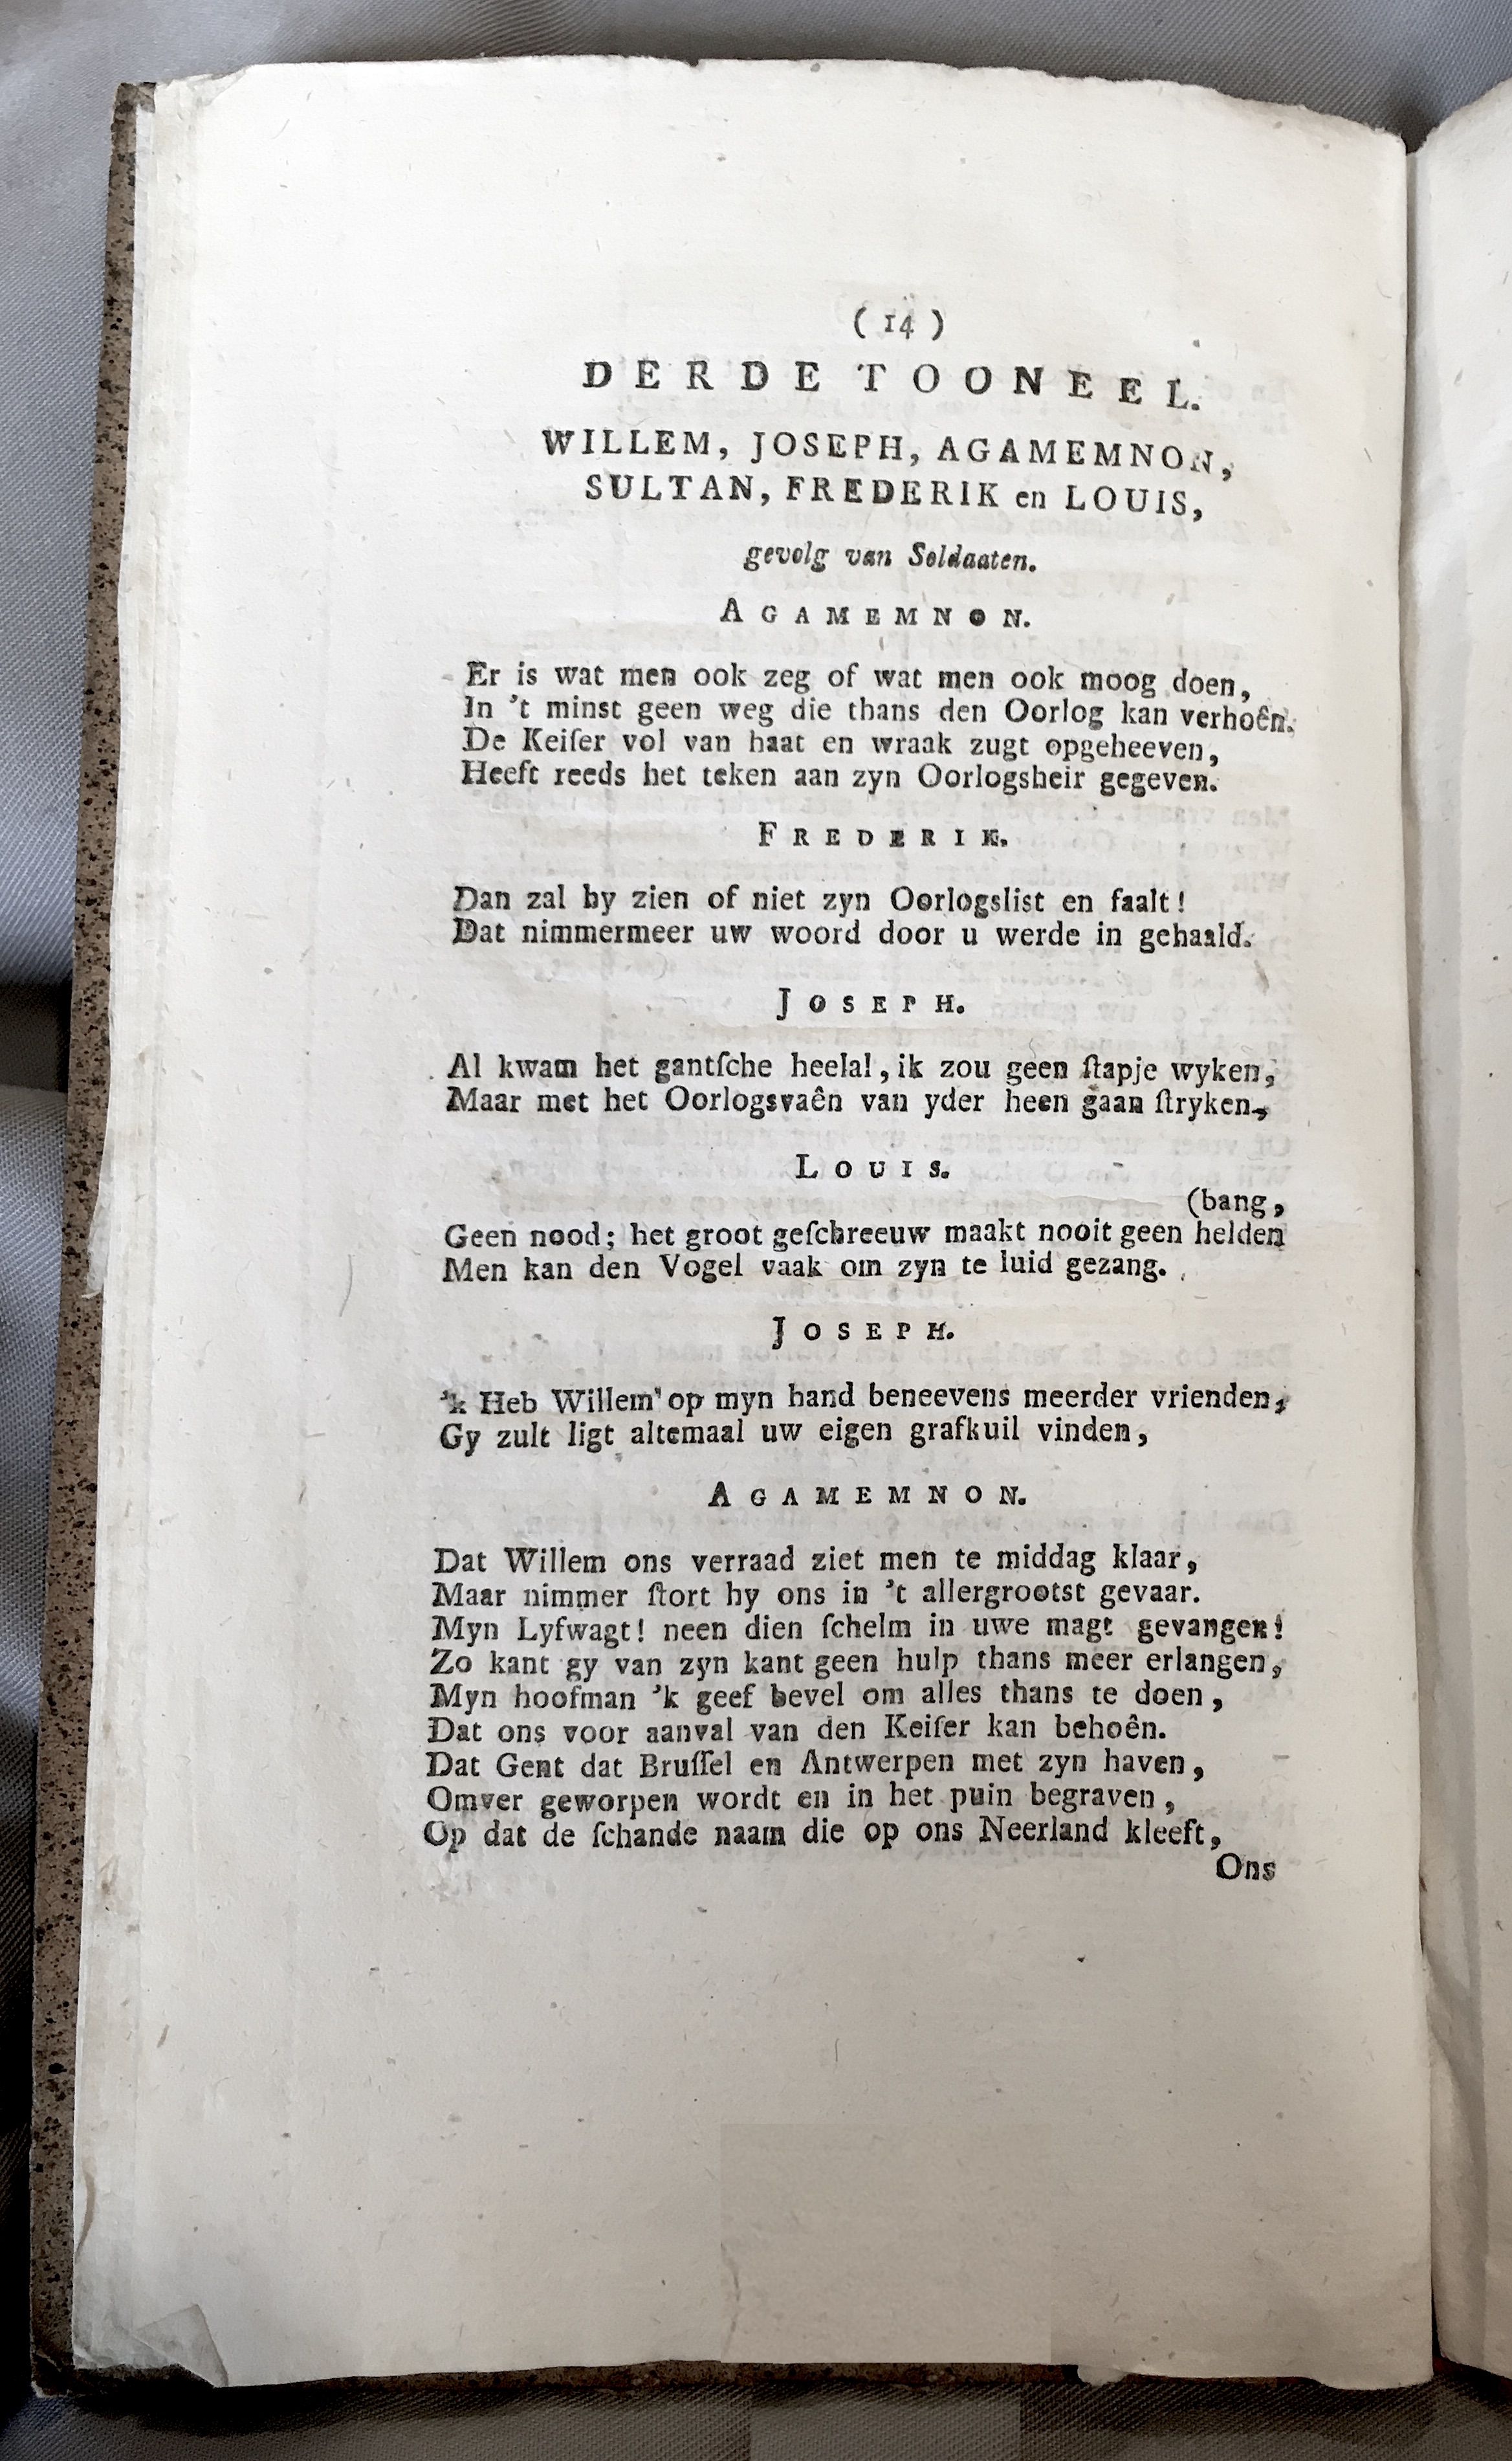 ( 14 )
DERDE TOONEEL.
WILLEM, JOSEPH, AGAMEMNON,
SULTAN, FREDERIK en LOUIS,
gevolg van Soldaaten.
AGAMEMNON.
Er is wat men ook zeg of wat men ook moog doen,
In 't minst geen weg die thans den Oorlog kan verhoên.
De Keiſer vol van haat en wraak zugt opgeheeven,
Heeft reeds het teken aan zyn Oorlogsheir gegeven.
FREDERIK.
Dan zal hy zien of niet zyn Oorlogslist en faalt!
Dat nimmermeer uw woord door u werde in gehaald.
JOSEPH.
Al kwam het gantſche heelal, ik zou geen ſtapje wyken,
Maar met het Oorlogsvaên van yder heen gaan ſtryken,
LOUIS.
(bang,
Geen nood; het groot geſchreeuw maakt nooit geen helden
Men kan den Vogel vaak om zyn te luid gezang.
JOSEPH.
'k Heb Willem op myn hand beneevens meerder vrienden,
Gy zult ligt altemaal uw eigen grafkuil vinden,
AGAMEMNON.
Dat Willem ons verraad ziet men te middag klaar,
Maar nimmer ſtort hy ons in 't allergrootst gevaar.
Myn Lyfwagt! neen dien ſchelm in uwe magt gevangen!
Zo kant gy van zyn kant geen hulp thans meer erlangen,
Myn hoofman 'k geef bevel om alles thans te doen,
Dat ons voor aanval van den Keiſer kan behoên.
Dat Gent dat Bruſſel en Antwerpen met zyn haven,
Omver geworpen wordt en in het puin begraven,
Op dat de ſchande naam die op ons Neerland kleeft,
Ons